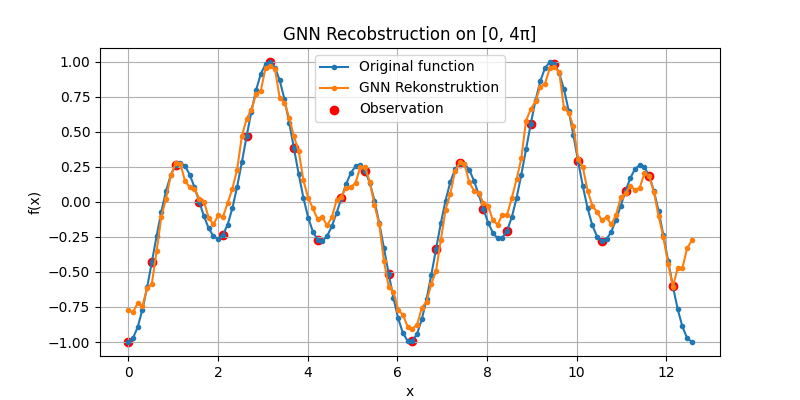 GNN Recobstruction on [0, 4π]
Original function
GNN Rekonstruktion
Observation
f(x)
1.00
0.75
0.50
0.25
0.00
−0.25
−0.50
−0.75
−1.00
0 2 4 6 8 10 12
x